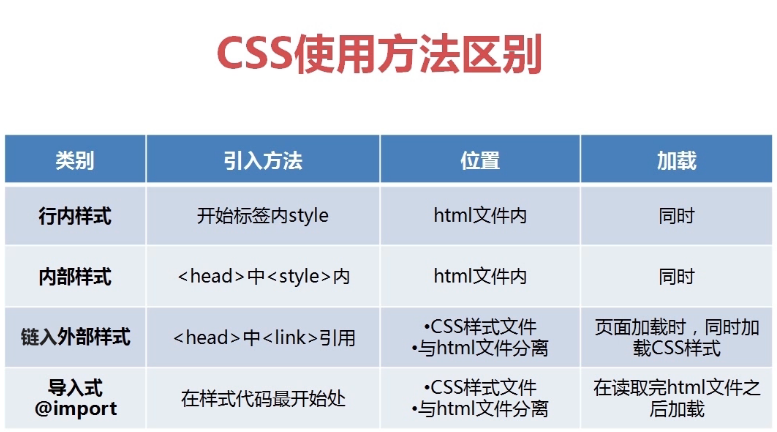 CSS使用方法区别
类别 引入方法 位置 加载
行内样式 开始标签内style html文件内 同时
内部样式 <head>中<style>内 html文件内 同时
链入外部样式 <head>中<link>引用 •CSS样式文件 •与html文件分离 页面加载时，同时加载CSS样式
导入式 @import 在样式代码最开始处 •CSS样式文件 •与html文件分离 在读取完html文件之后加载